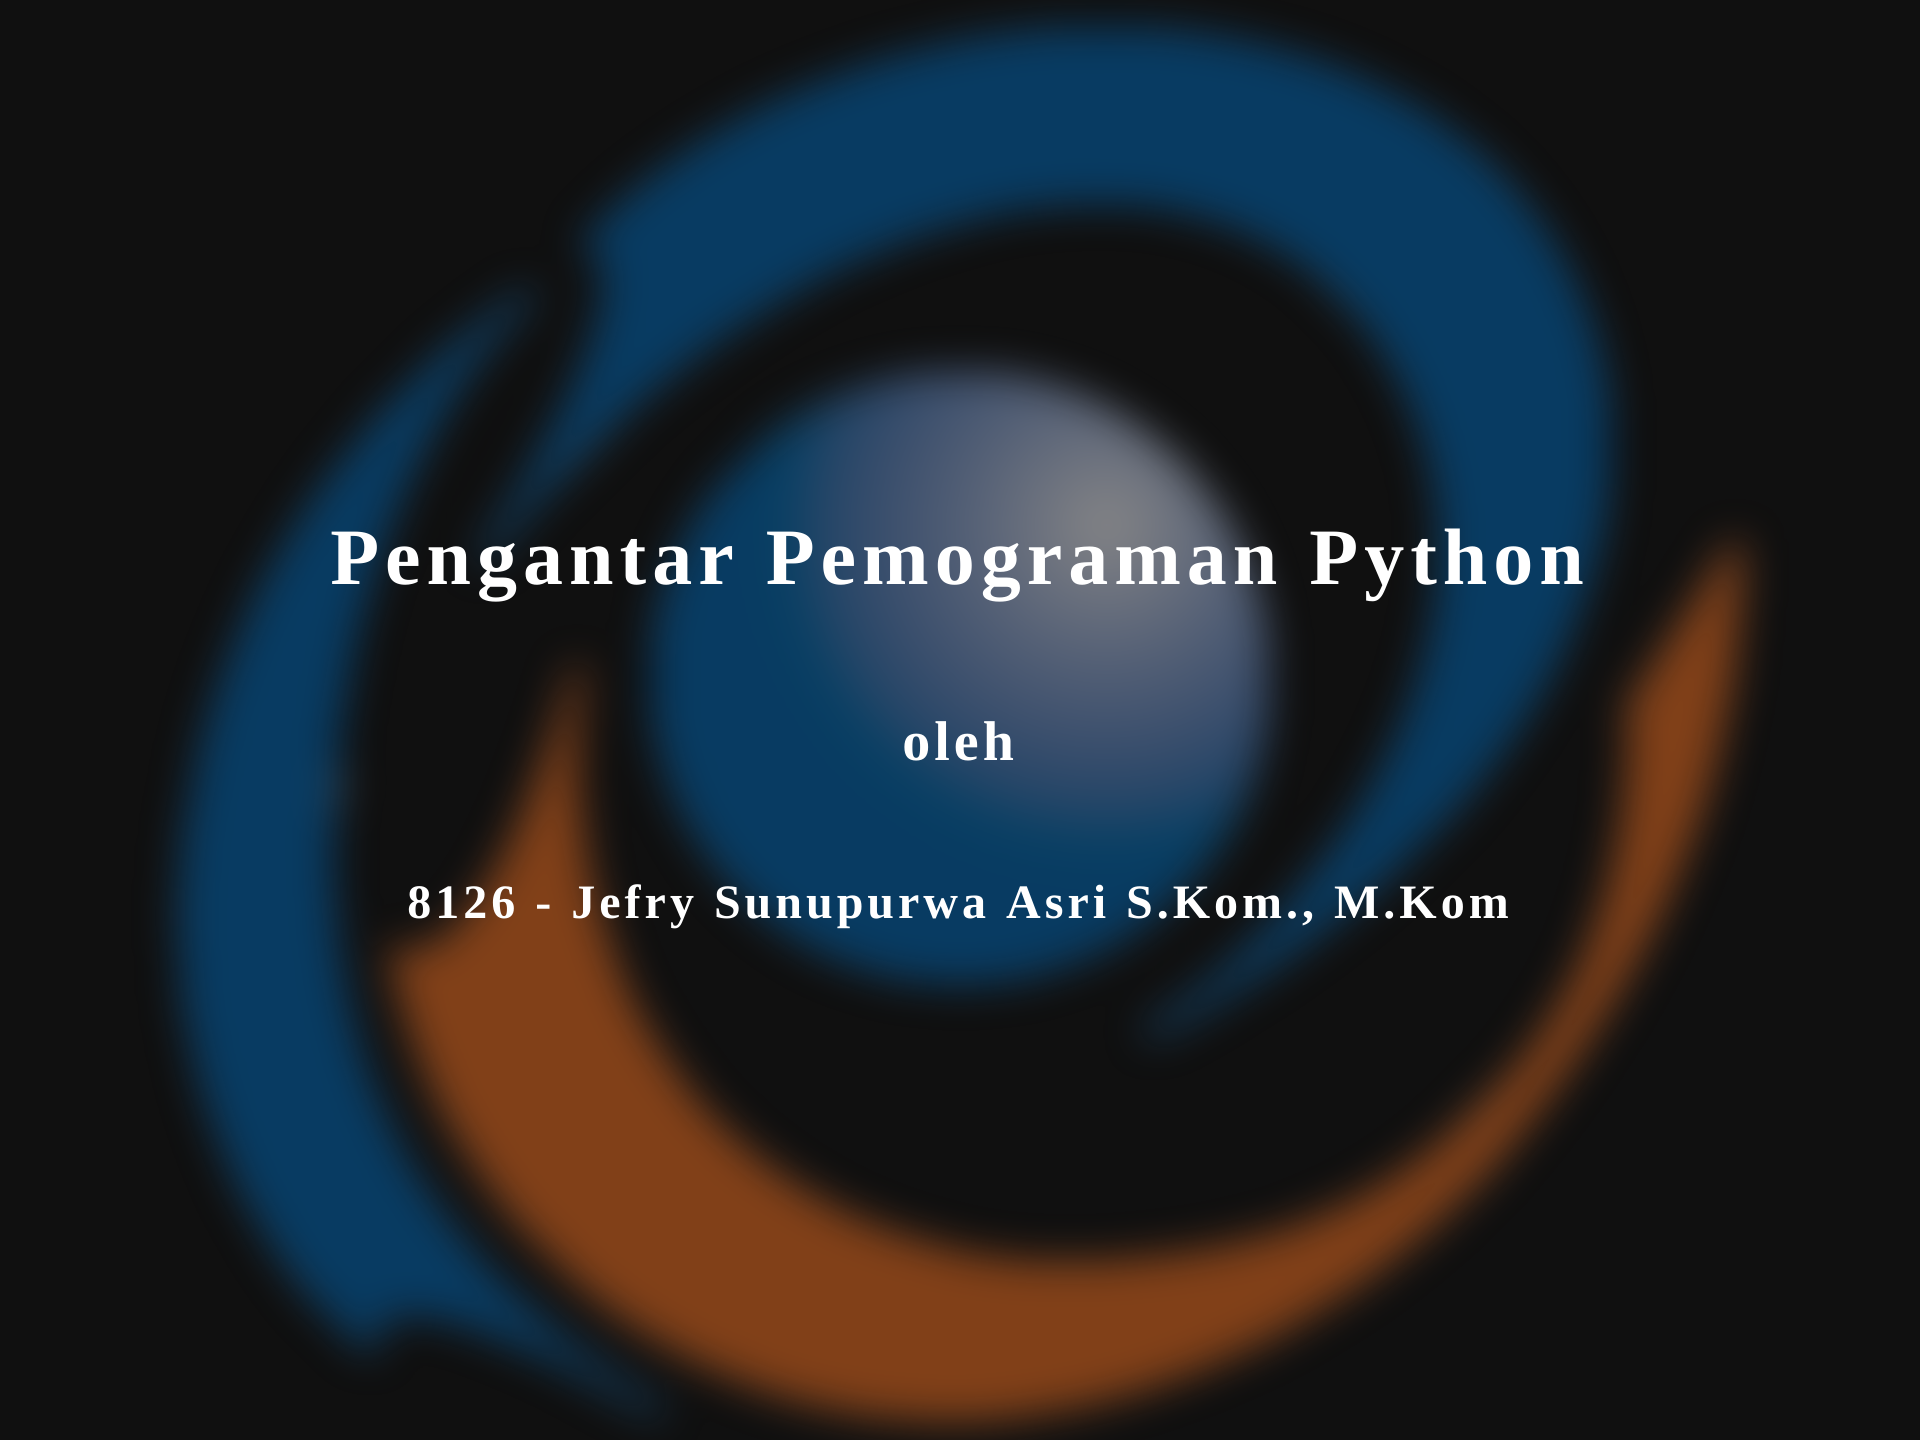 Pengantar Pemograman Python
oleh
8126 - Jefry Sunupurwa Asri S.Kom., M.Kom